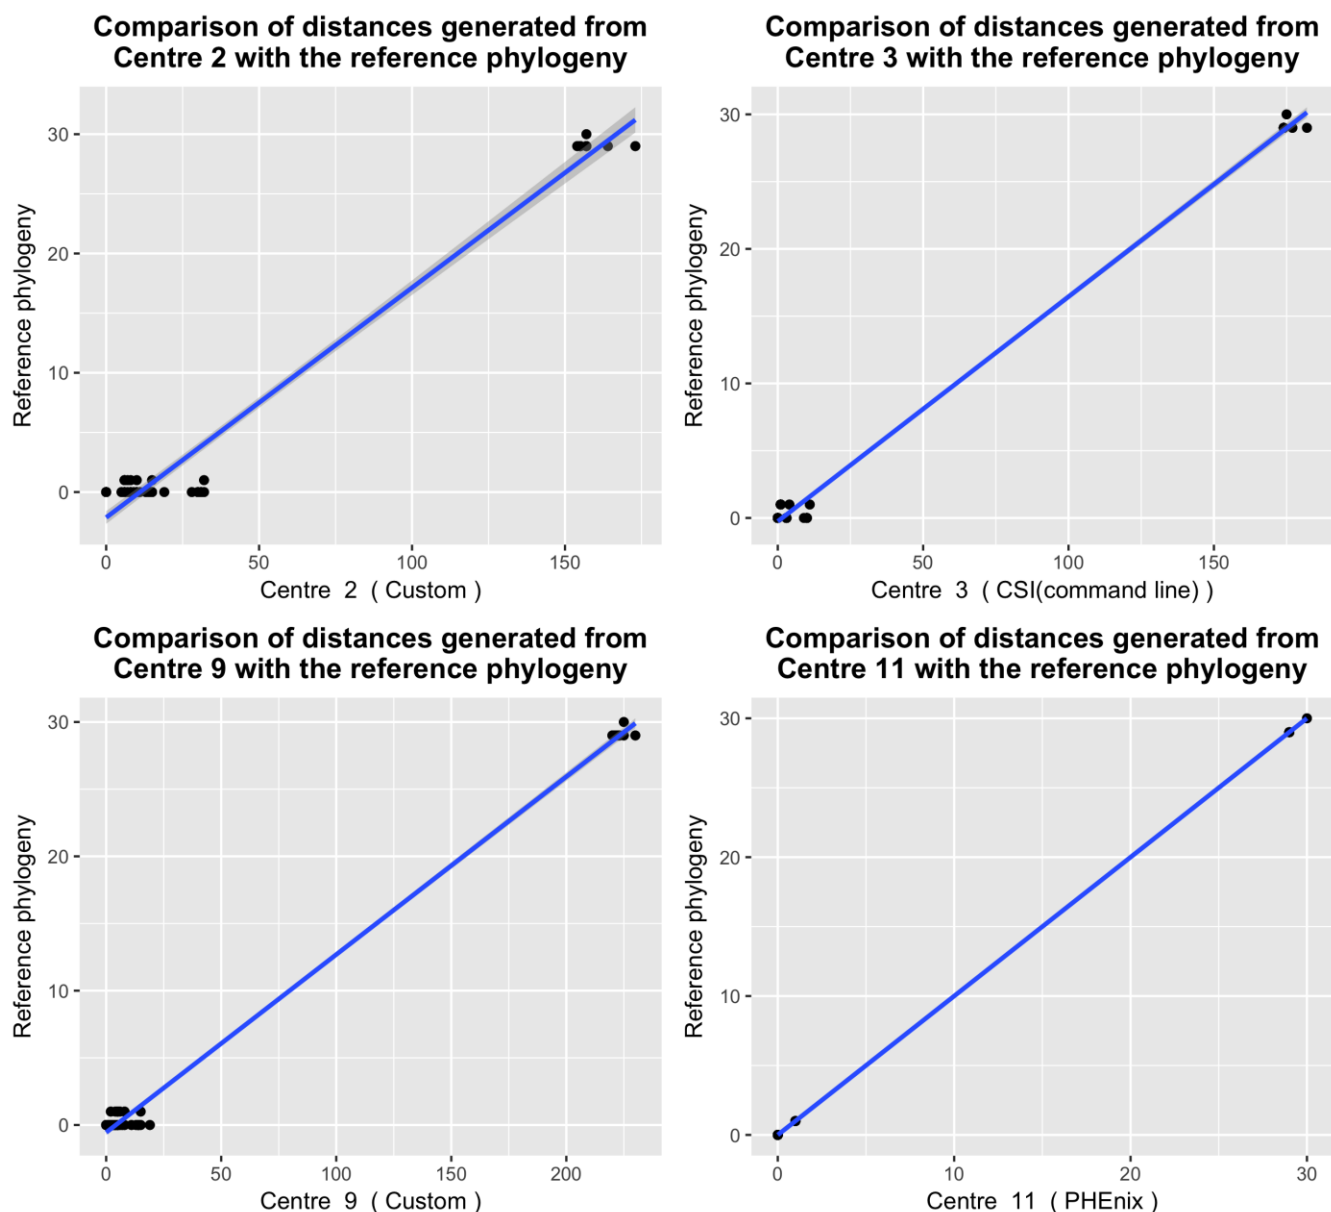 Comparison of distances generated from
Centre 2 with the reference phylogeny
Reference phylogeny
30
20
10
0
0
50
100
150
Centre 2 ( Custom )
Comparison of distances generated from
Centre 3 with the reference phylogeny
Reference phylogeny
30
20
10
0
0
50
100
150
Centre 3 ( CSI(command line) )
Comparison of distances generated from
Centre 9 with the reference phylogeny
Reference phylogeny
30
20
10
0
0
50
100
150
200
Centre 9 ( Custom )
Comparison of distances generated from
Centre 11 with the reference phylogeny
Reference phylogeny
30
20
10
0
0
10
20
30
Centre 11 ( PHEnix )